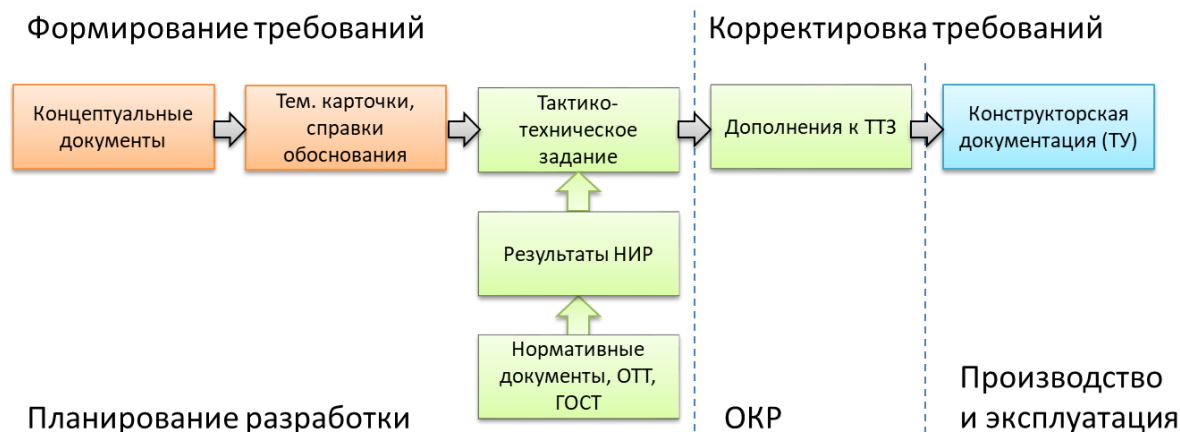 Формирование требований
Корректировка требований
Концептуальные
документы
Тем. карточки,
справки
обоснования
Тактико-
техническое
задание
Дополнения к ТТЗ
Конструкторская
документация (ТУ)
Результаты НИР
Нормативные
документы, ОТТ,
ГОСТ
Планирование разработки
ОКР
Производство
и эксплуатация